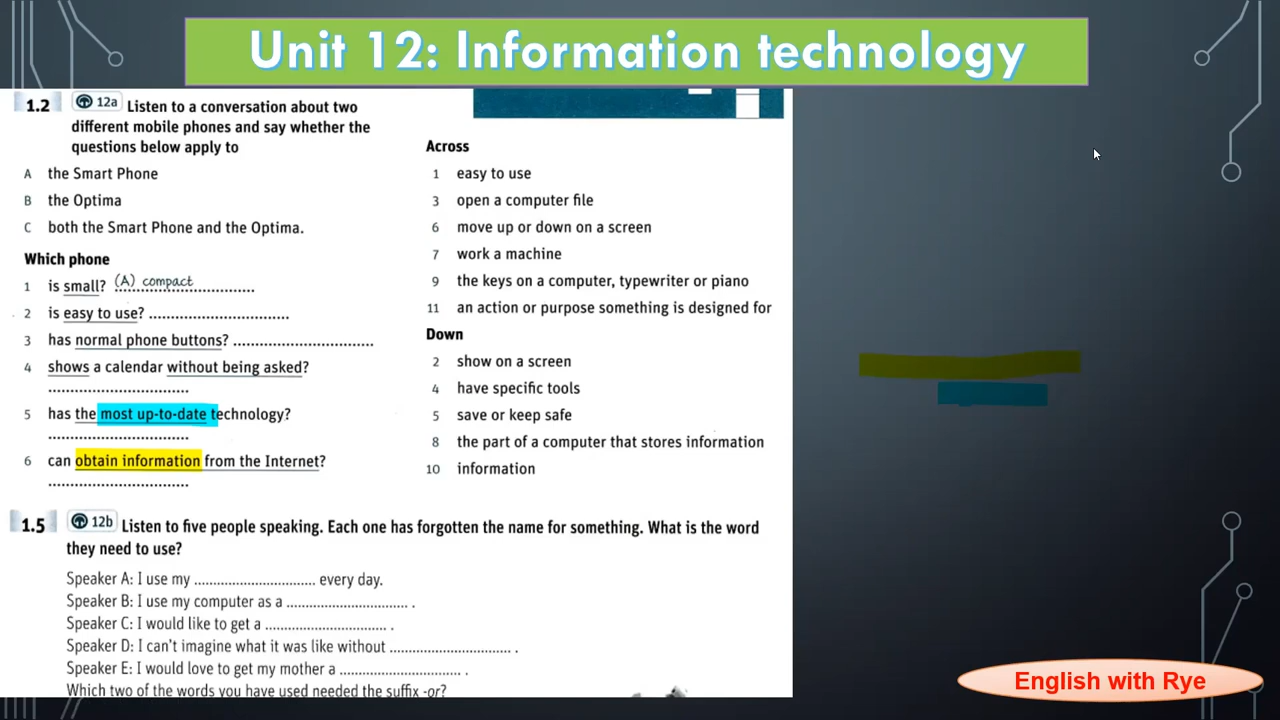 Unit 12: Information technology
1.2 12a Listen to a conversation about two
different mobile phones and say whether the
questions below apply to
A the Smart Phone
B the Optima
C both the Smart Phone and the Optima.
Which phone
1 is small? (A) compact
2 is easy to use? ................................
3 has normal phone buttons? ................................
4 shows a calendar without being asked?
................................
5 has the most up-to-date technology?
................................
6 can obtain information from the Internet?
................................
Across
1 easy to use
3 open a computer file
6 move up or down on a screen
7 work a machine
9 the keys on a computer, typewriter or piano
11 an action or purpose something is designed for
Down
2 show on a screen
4 have specific tools
5 save or keep safe
8 the part of a computer that stores information
10 information
1.5 12b Listen to five people speaking. Each one has forgotten the name for something. What is the word
they need to use?
Speaker A: I use my ................................ every day.
Speaker B: I use my computer as a ................................ .
Speaker C: I would like to get a ................................ .
Speaker D: I can't imagine what it was like without ................................ .
Speaker E: I would love to get my mother a ................................ .
Which two of the words you have used needed the suffix -or?
English with Rye